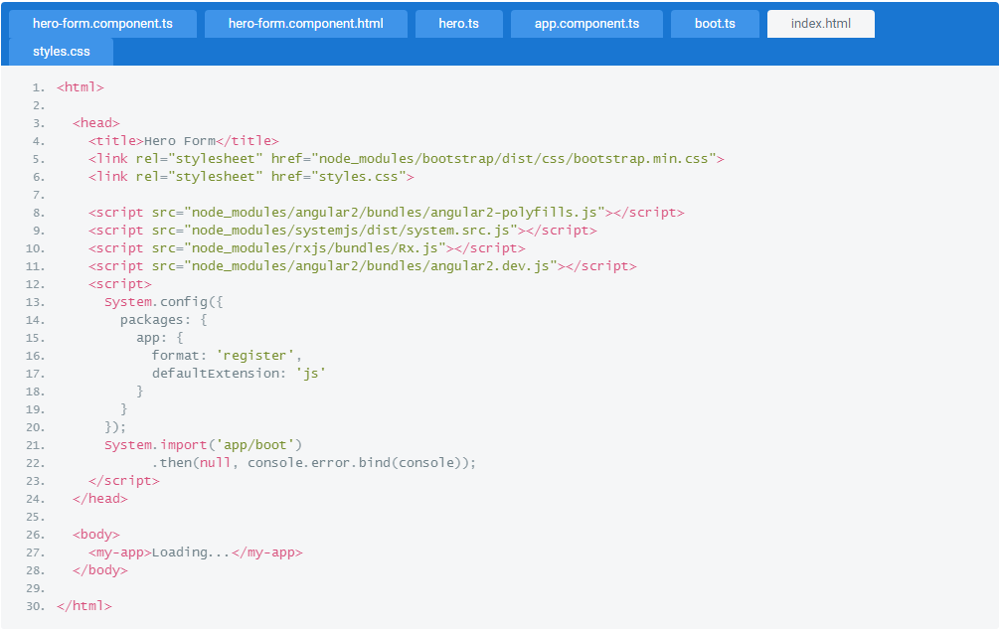 hero-form.component.ts hero-form.component.html hero.ts app.component.ts boot.ts index.html
styles.css
1. <html>
2.
3.   <head>
4.     <title>Hero Form</title>
5.     <link rel="stylesheet" href="node_modules/bootstrap/dist/css/bootstrap.min.css">
6.     <link rel="stylesheet" href="styles.css">
7.
8.     <script src="node_modules/angular2/bundles/angular2-polyfills.js"></script>
9.     <script src="node_modules/systemjs/dist/system.src.js"></script>
10.     <script src="node_modules/rxjs/bundles/Rx.js"></script>
11.     <script src="node_modules/angular2/bundles/angular2.dev.js"></script>
12.     <script>
13.       System.config({
14.         packages: {
15.           app: {
16.             format: 'register',
17.             defaultExtension: 'js'
18.           }
19.         }
20.       });
21.       System.import('app/boot')
22.             .then(null, console.error.bind(console));
23.     </script>
24.   </head>
25.
26.   <body>
27.     <my-app>Loading...</my-app>
28.   </body>
29.
30. </html>